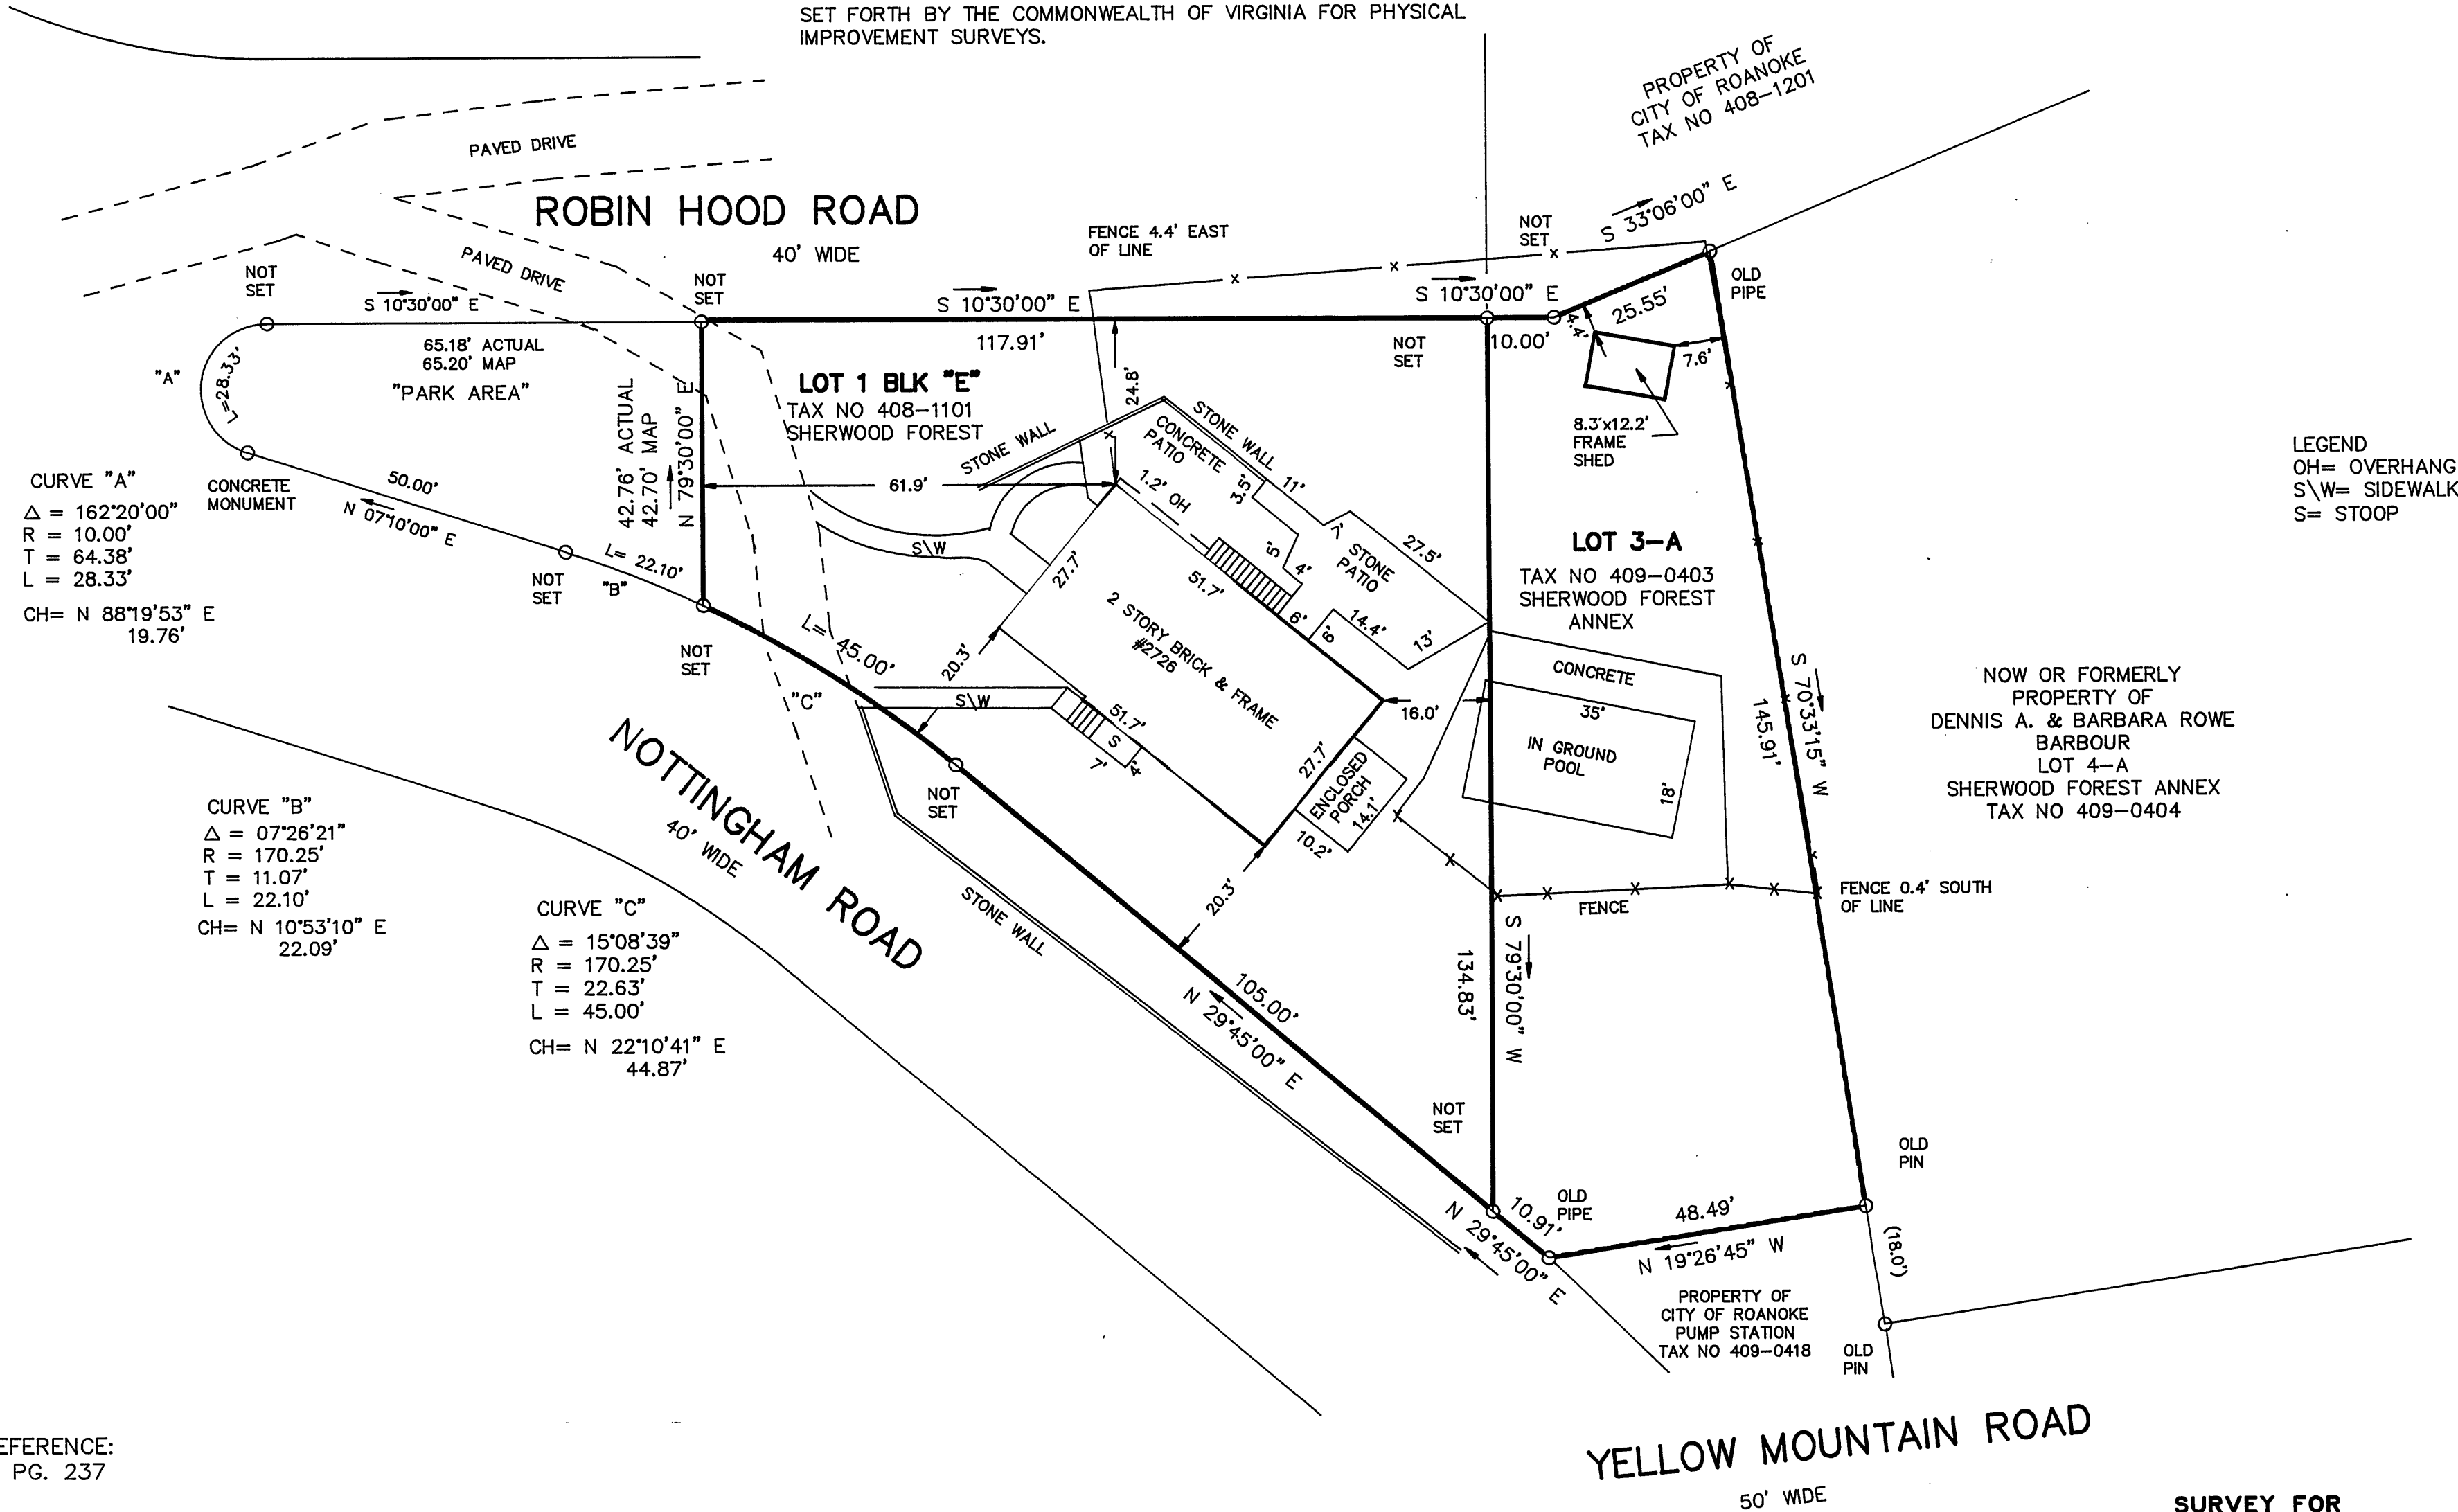 SET FORTH BY THE COMMONWEALTH OF VIRGINIA FOR PHYSICAL
IMPROVEMENT SURVEYS.
PROPERTY OF
CITY OF ROANOKE
TAX NO 408-1201
PAVED DRIVE
ROBIN HOOD ROAD
40' WIDE
PAVED DRIVE
FENCE 4.4' EAST
OF LINE
NOT
SET
S 33°06'00" E
NOT
SET
NOT
SET
OLD
PIPE
S 10°30'00" E
S 10°30'00" E
S 10°30'00" E
65.18' ACTUAL
65.20' MAP
117.91'
NOT
SET
10.00'
25.55'
4.4'
7.6'
"A"
L=28.33'
"PARK AREA"
42.76' ACTUAL
42.70' MAP
N 79°30'00" E
LOT 1 BLK "E"
TAX NO 408-1101
SHERWOOD FOREST
24.8'
8.3'x12.2'
FRAME
SHED
STONE WALL
STONE WALL
CONCRETE
PATIO
LEGEND
OH= OVERHANG
S\W= SIDEWALK
S= STOOP
CURVE "A"
Δ = 162°20'00"
R = 10.00'
T = 64.38'
L = 28.33'
CH= N 88°19'53" E
19.76'
CONCRETE
MONUMENT
50.00'
N 07°10'00" E
61.9'
1.2' OH
3.5'
11'
7'
STONE
PATIO
27.5'
5'
4'
S\W
L= 22.10'
"B"
NOT
SET
27.7'
51.7'
6'
6'
14.4'
13'
LOT 3-A
TAX NO 409-0403
SHERWOOD FOREST
ANNEX
2 STORY BRICK & FRAME
#2726
NOT
SET
L= 45.00'
20.3'
"C"
S\W
51.7'
S
7'
4'
16.0'
CONCRETE
35'
IN GROUND
POOL
18'
S 70°33'15" W
145.91'
NOW OR FORMERLY
PROPERTY OF
DENNIS A. & BARBARA ROWE
BARBOUR
LOT 4-A
SHERWOOD FOREST ANNEX
TAX NO 409-0404
NOTTINGHAM ROAD
40' WIDE
NOT
SET
27.7'
ENCLOSED
PORCH
14.1'
10.2'
20.3'
CURVE "B"
Δ = 07°26'21"
R = 170.25'
T = 11.07'
L = 22.10'
CH= N 10°53'10" E
22.09'
CURVE "C"
Δ = 15°08'39"
R = 170.25'
T = 22.63'
L = 45.00'
CH= N 22°10'41" E
44.87'
STONE WALL
FENCE
FENCE 0.4' SOUTH
OF LINE
134.83'
S 79°30'00" W
105.00'
N 29°45'00" E
NOT
SET
OLD
PIN
OLD
PIPE
10.91'
N 29°45'00" E
48.49'
N 19°26'45" W
(18.0')
PROPERTY OF
CITY OF ROANOKE
PUMP STATION
TAX NO 409-0418
OLD
PIN
YELLOW MOUNTAIN ROAD
50' WIDE
EFERENCE:
PG. 237
SURVEY FOR